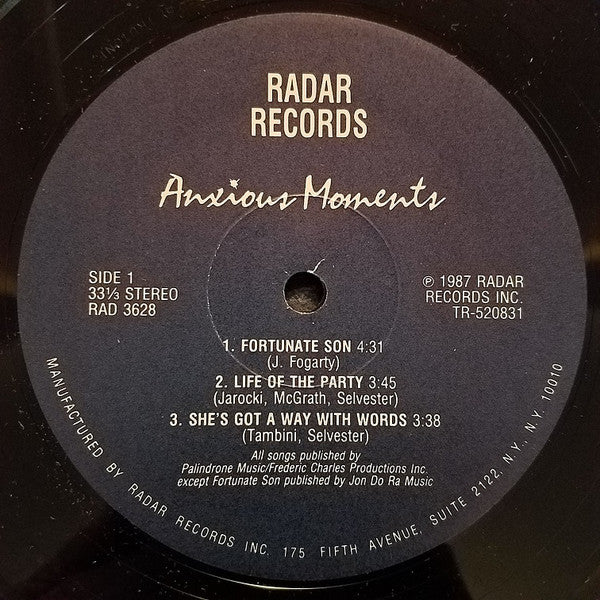 RADAR
RECORDS
Anxious Moments
SIDE 1
33⅓ STEREO
RAD 3628
℗ 1987 RADAR
RECORDS INC.
TR-520831
1. FORTUNATE SON 4:31
(J. Fogarty)
2. LIFE OF THE PARTY 3:45
(Jarocki, McGrath, Selvester)
3. SHE'S GOT A WAY WITH WORDS 3:38
(Tambini, Selvester)
All songs published by
Palindrone Music/Frederic Charles Productions Inc.
except Fortunate Son published by Jon Do Ra Music
MANUFACTURED BY RADAR RECORDS INC. 175 FIFTH AVENUE, SUITE 2122, N.Y., N.Y. 10010